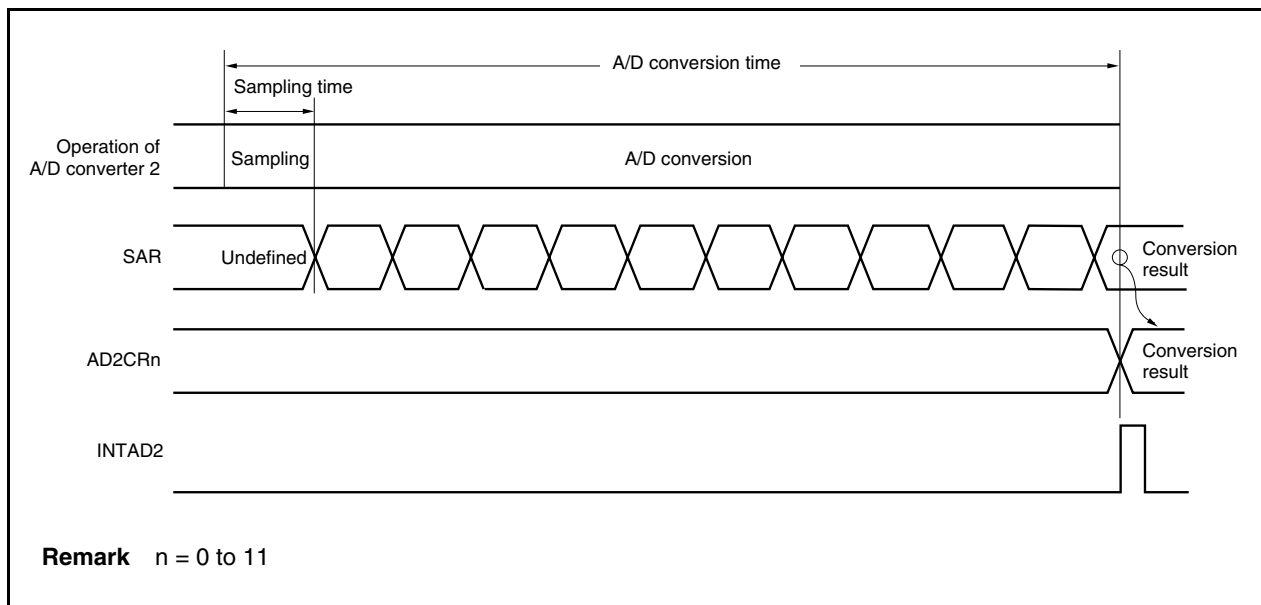 A/D conversion time
Sampling time
Operation of
A/D converter 2
Sampling
A/D conversion
SAR
Undefined
Conversion
result
AD2CRn
Conversion
result
INTAD2
Remark n = 0 to 11